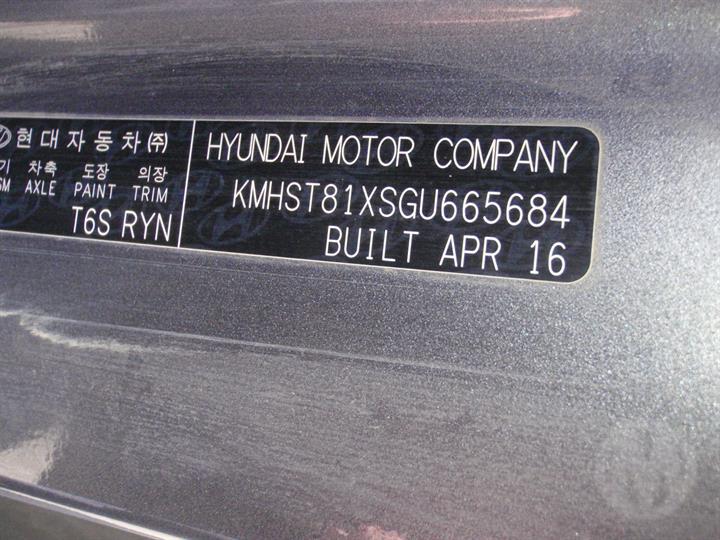 현대자동차(주)
기 차축 도장 의장
SM AXLE PAINT TRIM
T6S RYN
HYUNDAI MOTOR COMPANY
KMHST81XSGU665684
BUILT APR 16